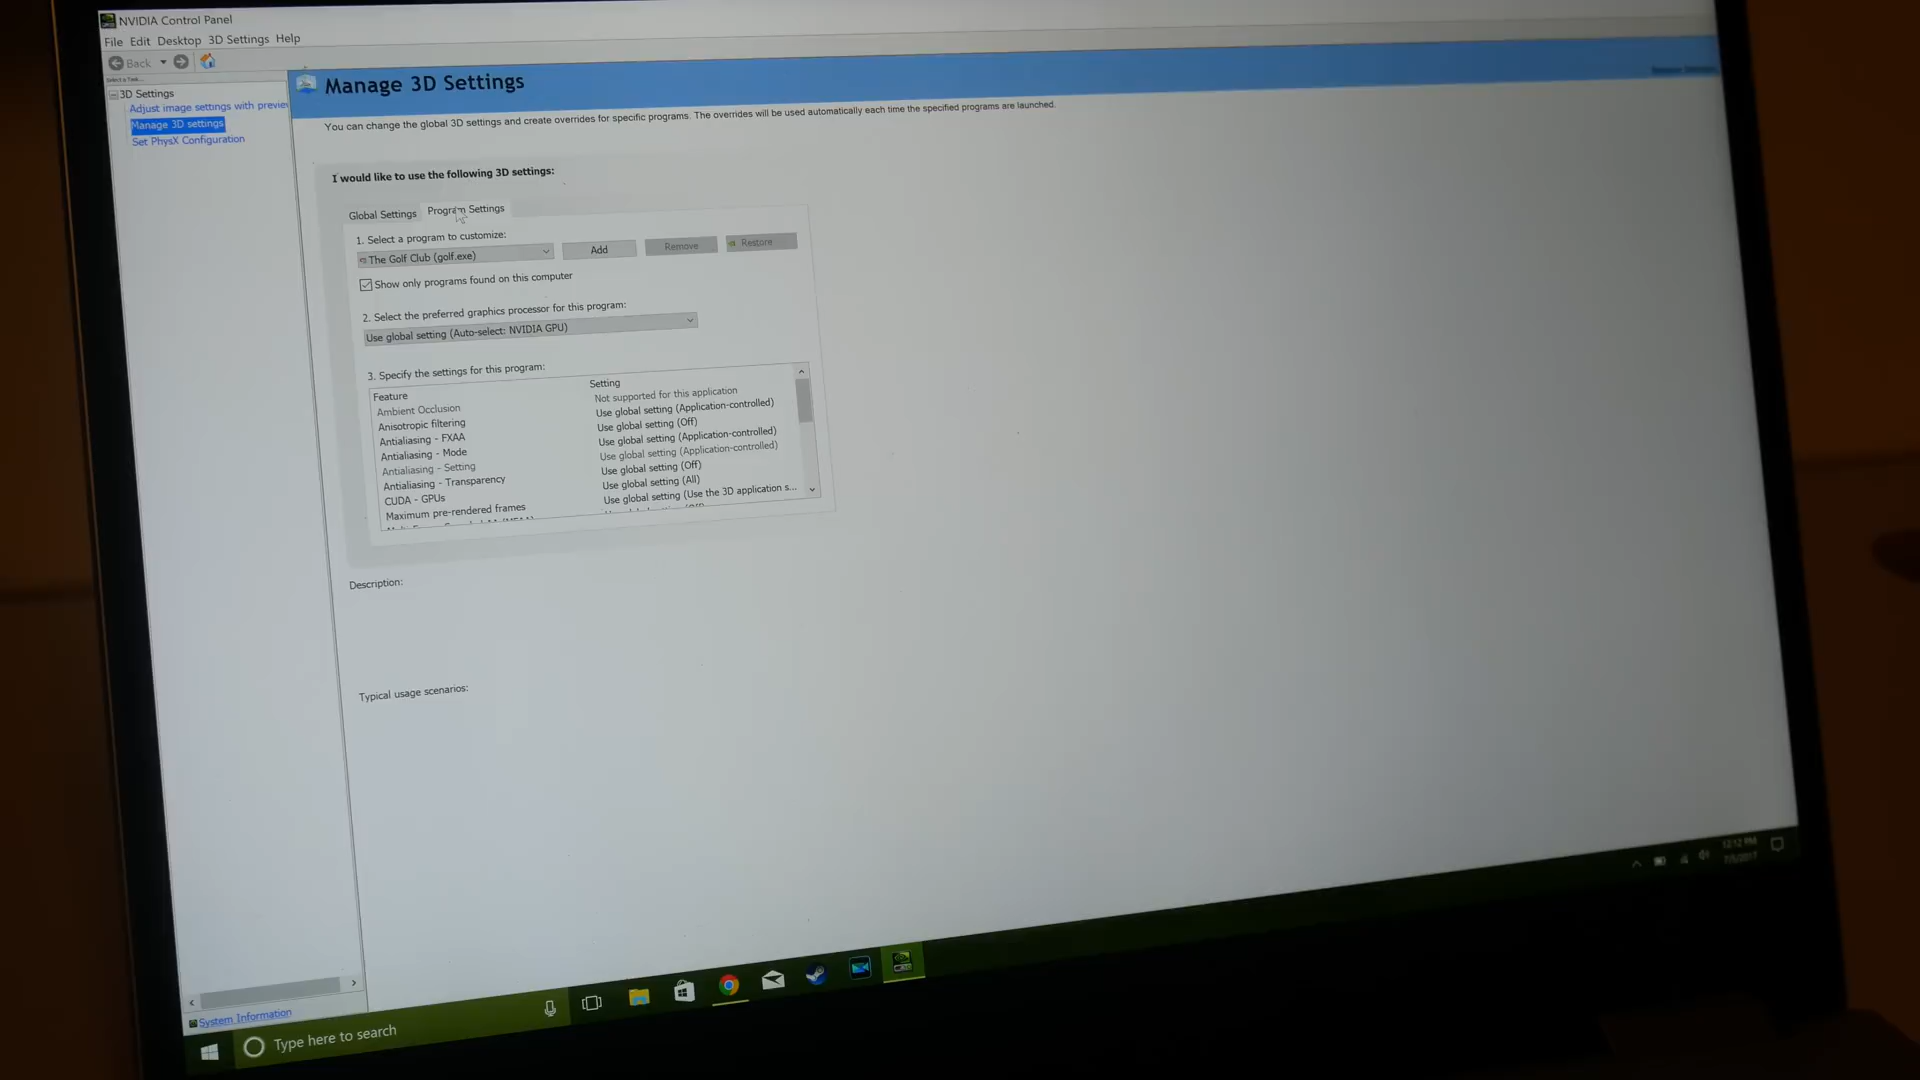 NVIDIA Control Panel
File Edit Desktop 3D Settings Help
Back
Select a Task...
3D Settings
Adjust image settings with previe
Manage 3D settings
Set PhysX Configuration
Manage 3D Settings
You can change the global 3D settings and create overrides for specific programs. The overrides will be used automatically each time the specified programs are launched.
I would like to use the following 3D settings:
Global Settings Program Settings
1. Select a program to customize:
The Golf Club (golf.exe) Add Remove Restore
Show only programs found on this computer
2. Select the preferred graphics processor for this program:
Use global setting (Auto-select: NVIDIA GPU)
3. Specify the settings for this program:
Feature Setting
Ambient Occlusion Not supported for this application
Anisotropic filtering Use global setting (Application-controlled)
Antialiasing - FXAA Use global setting (Off)
Antialiasing - Mode Use global setting (Application-controlled)
Antialiasing - Setting Use global setting (Application-controlled)
Antialiasing - Transparency Use global setting (Off)
CUDA - GPUs Use global setting (All)
Maximum pre-rendered frames Use global setting (Use the 3D application s...
Description:
Typical usage scenarios:
System Information
Type here to search
12:12 PM
7/5/2017